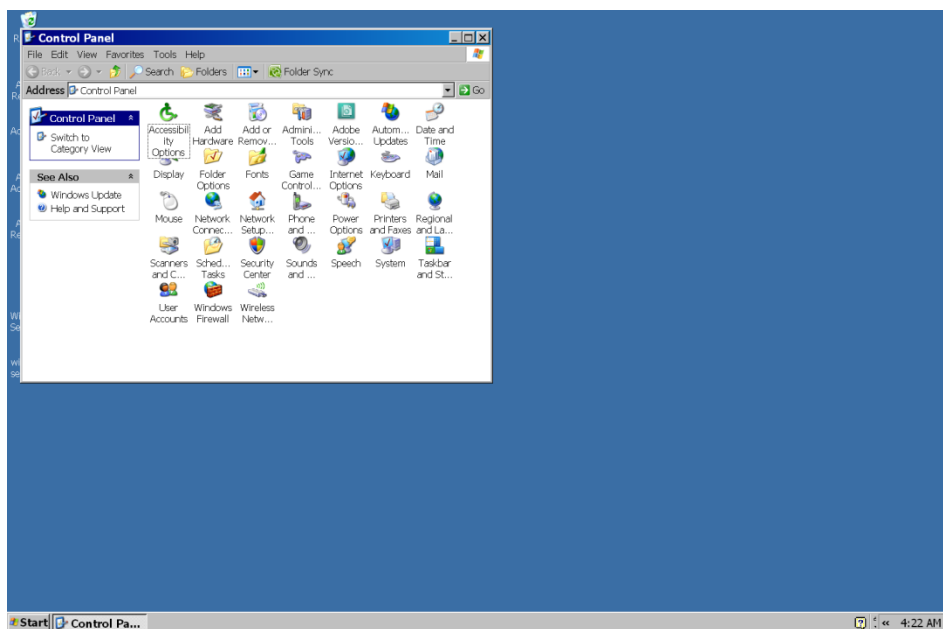 Control Panel
File Edit View Favorites Tools Help
Back Search Folders Folder Sync
Address Control Panel Go
Control Panel
Switch to
Category View
See Also
Windows Update
Help and Support
Accessibil
ity
Options
Add
Hardware
Add or
Remov...
Admini...
Tools
Adobe
Versio...
Autom...
Updates
Date and
Time
Display
Folder
Options
Fonts
Game
Control...
Internet
Options
Keyboard
Mail
Mouse
Network
Connec...
Network
Setup...
Phone
and ...
Power
Options
Printers
and Faxes
Regional
and La...
Scanners
and C...
Sched...
Tasks
Security
Center
Sounds
and ...
Speech
System
Taskbar
and St...
User
Accounts
Windows
Firewall
Wireless
Netw...
Start Control Pa... « 4:22 AM